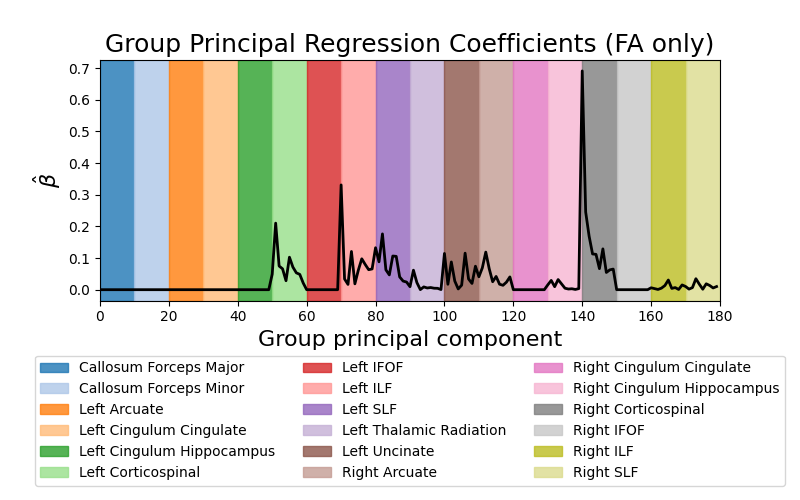 Group Principal Regression Coefficients (FA only)
0.7
0.6
0.5
0.4
0.3
0.2
0.1
0.0
β̂
0 20 40 60 80 100 120 140 160 180
Group principal component
Callosum Forceps Major Left IFOF Right Cingulum Cingulate
Callosum Forceps Minor Left ILF Right Cingulum Hippocampus
Left Arcuate Left SLF Right Corticospinal
Left Cingulum Cingulate Left Thalamic Radiation Right IFOF
Left Cingulum Hippocampus Left Uncinate Right ILF
Left Corticospinal Right Arcuate Right SLF